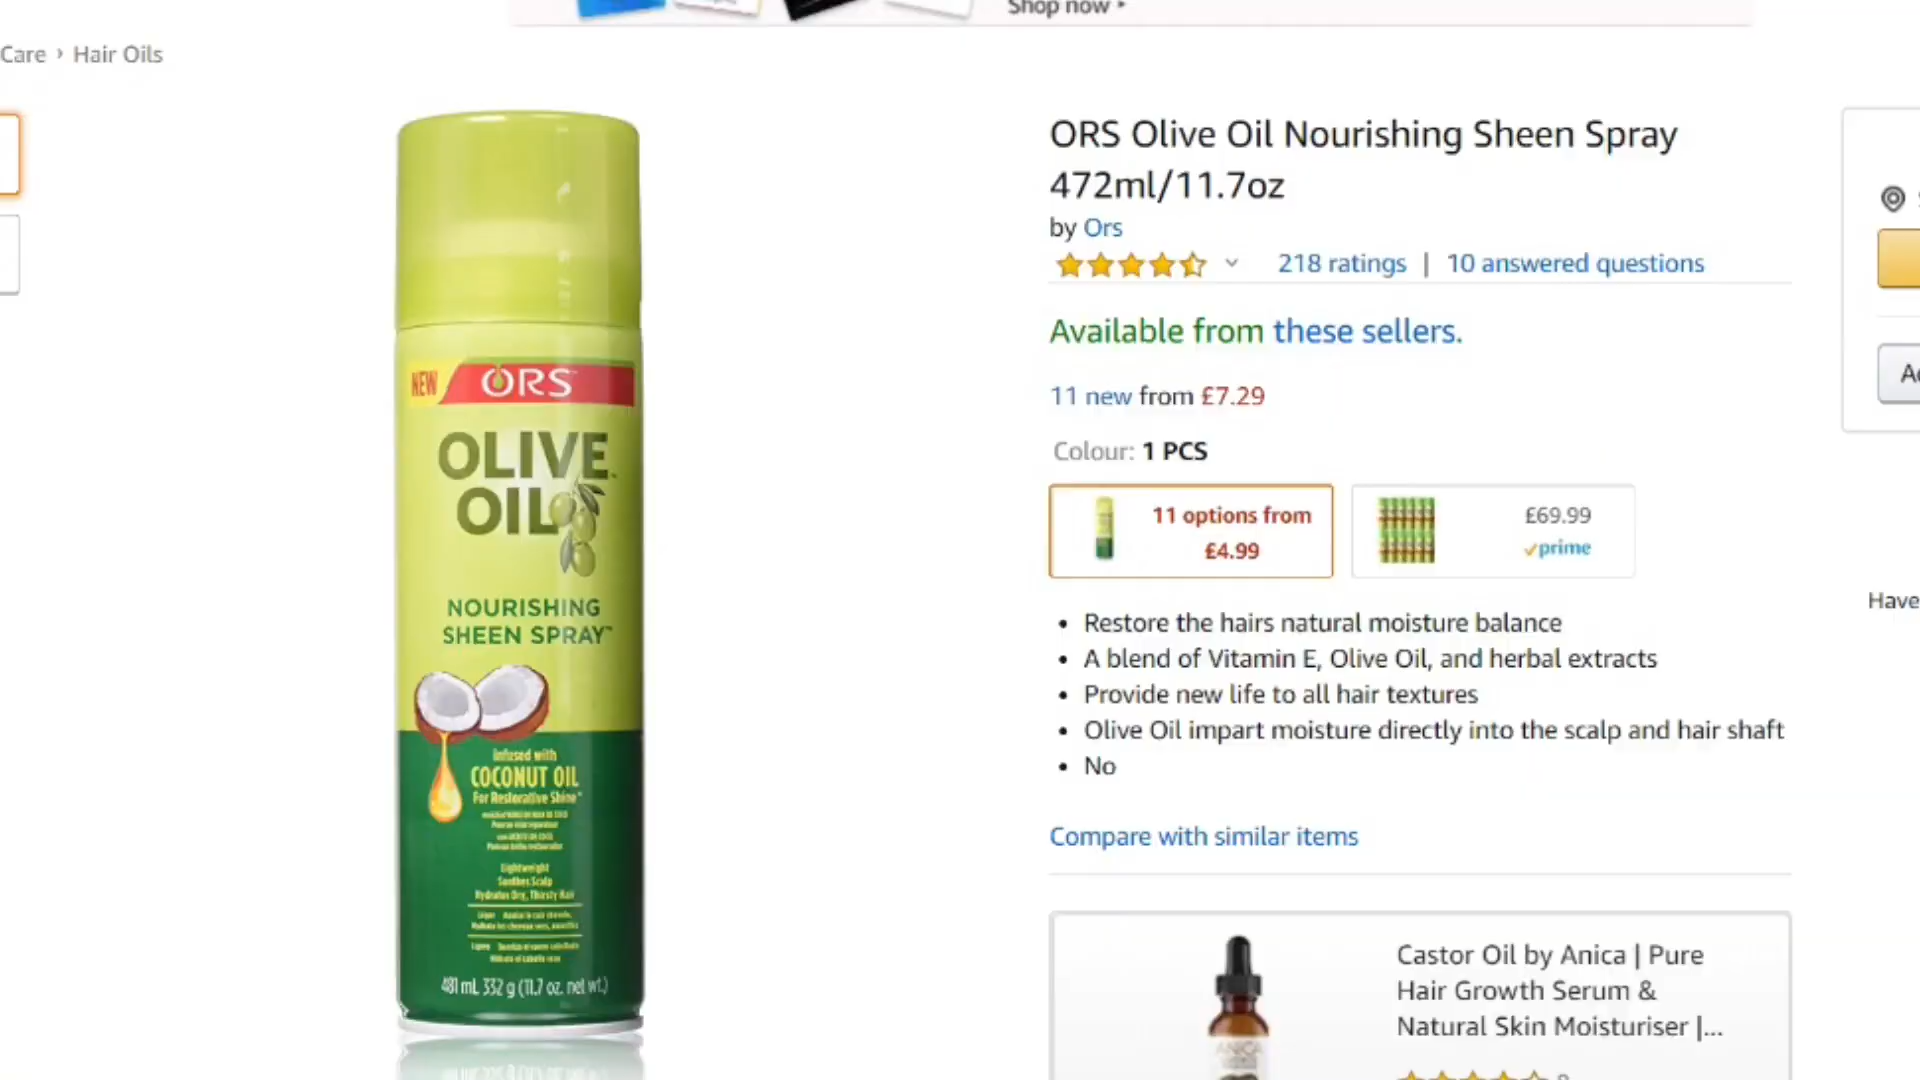 Shop now
Care › Hair Oils
NEW ORS
OLIVE
OIL
NOURISHING
SHEEN SPRAY™
Infused with
COCONUT OIL
For Restorative Shine™
Lightweight
Soothes Scalp
Hydrates Dry, Thirsty Hair
481 mL 332 g (11.7 oz. net wt.)
ORS Olive Oil Nourishing Sheen Spray
472ml/11.7oz
by Ors
218 ratings | 10 answered questions
Available from these sellers.
11 new from £7.29
Colour: 1 PCS
11 options from
£4.99
£69.99
prime
• Restore the hairs natural moisture balance
• A blend of Vitamin E, Olive Oil, and herbal extracts
• Provide new life to all hair textures
• Olive Oil impart moisture directly into the scalp and hair shaft
• No
Compare with similar items
Castor Oil by Anica | Pure
Hair Growth Serum &
Natural Skin Moisturiser |...
ANICA
Have